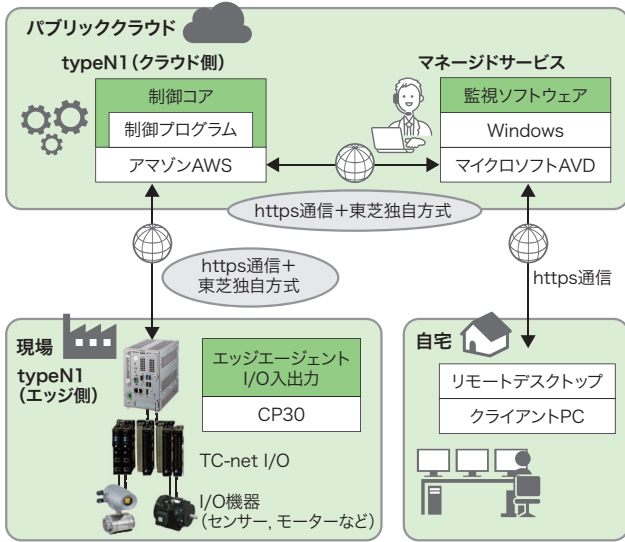 パブリッククラウド
typeN1(クラウド側)
制御コア
制御プログラム
アマゾンAWS
マネージドサービス
監視ソフトウェア
Windows
マイクロソフトAVD
https通信+東芝独自方式
https通信+
東芝独自方式
https通信
現場
typeN1
(エッジ側)
エッジエージェント
I/O入出力
CP30
TC-net I/O
I/O機器
(センサー,モーターなど)
自宅
リモートデスクトップ
クライアントPC